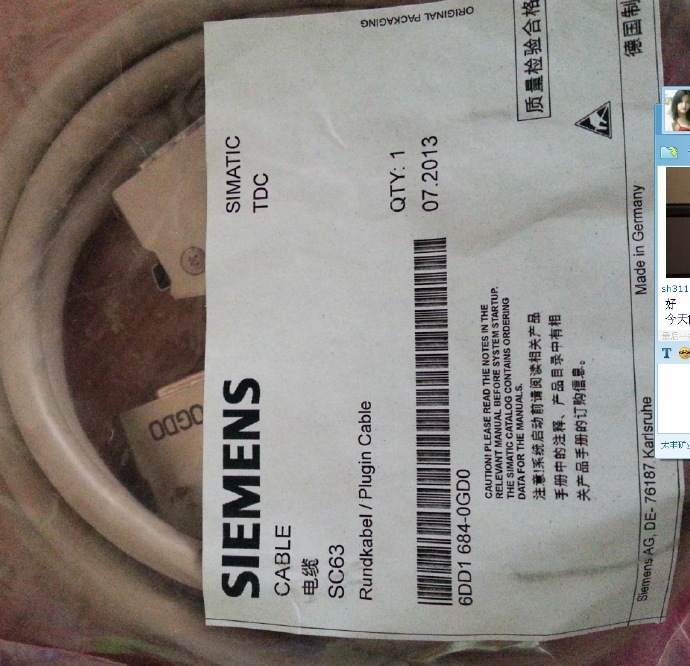 SIEMENS
CABLE
电缆
SC63
Rundkabel / Plugin Cable
SIMATIC
TDC
QTY: 1
07.2013
6DD1 684-0GD0
CAUTION! PLEASE READ THE NOTES IN THE
RELEVANT MANUAL BEFORE SYSTEM STARTUP.
THE SIMATIC CATALOG CONTAINS ORDERING
DATA FOR THE MANUALS.
注意!系统启动前请阅读相关产品
手册中的注释、产品目录中有相
关产品手册的订购信息。
Siemens AG, DE- 76187 Karlsruhe
Made in Germany
德国制
质量检验合格
ORIGINAL PACKAGING
0GD0
sh311
好
今天
T